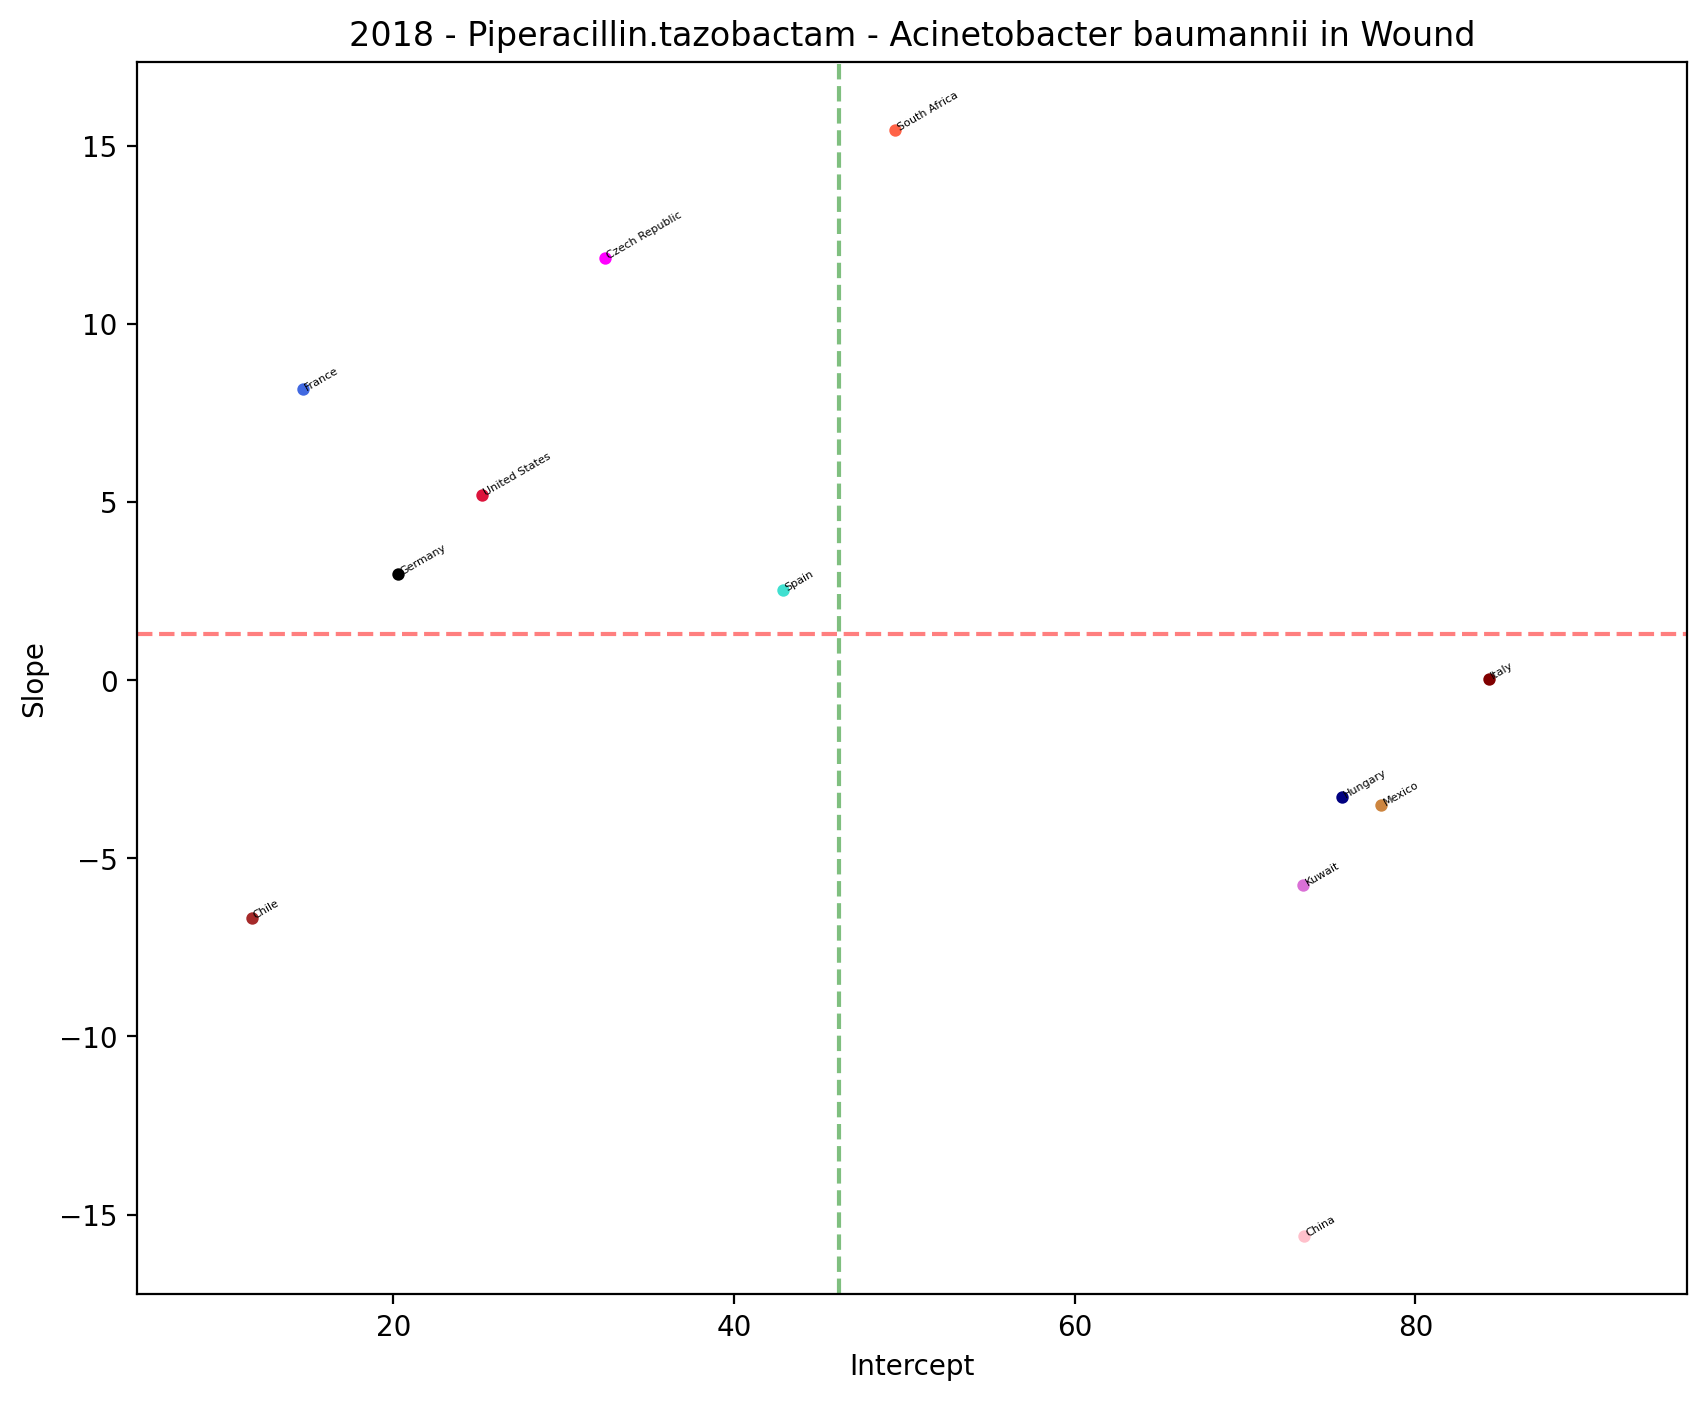 2018 - Piperacillin.tazobactam - Acinetobacter baumannii in Wound
South Africa
Czech Republic
France
United States
Germany
Spain
Italy
Hungary
Mexico
Kuwait
Chile
China
15
10
5
0
−5
−10
−15
Slope
20 40 60 80
Intercept